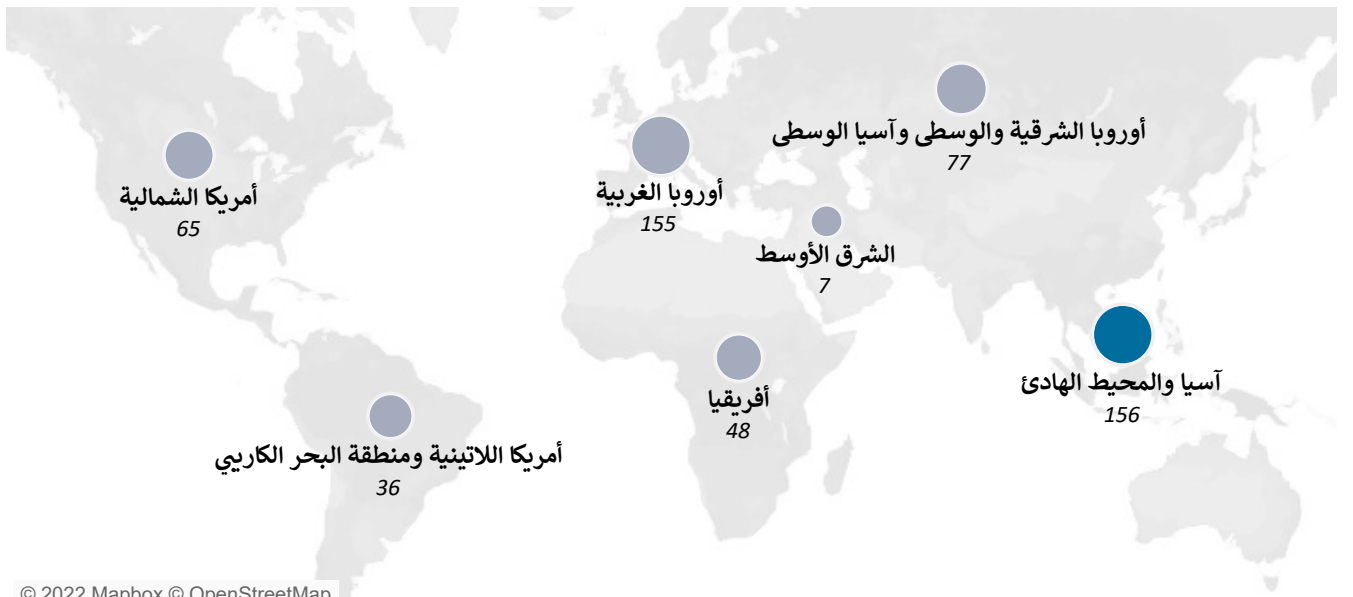 أوروبا الشرقية والوسطى وآسيا الوسطى
77
أمريكا الشمالية
65
أوروبا الغربية
155
الشرق الأوسط
7
آسيا والمحيط الهادئ
156
أفريقيا
48
أمريكا اللاتينية ومنطقة البحر الكاريبي
36
© 2022 Mapbox © OpenStreetMap